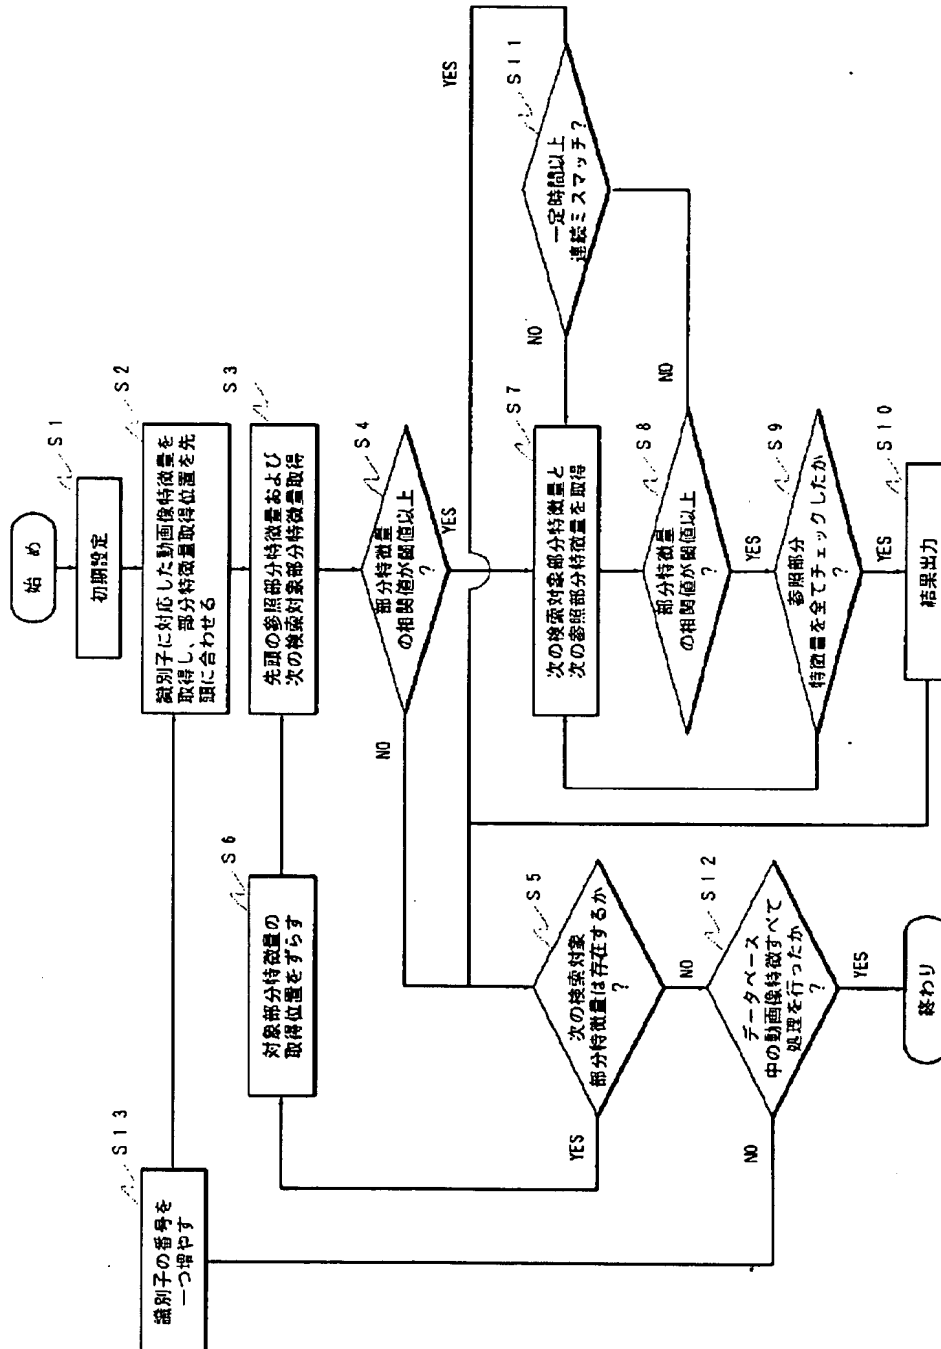 始 め
S1
初期設定
S2
識別子に対応した動画像特徴量を
取得し、部分特徴量取得位置を先
頭に合わせる
S3
先頭の参照部分特徴量および
次の検索対象部分特徴量取得
S4
部分特徴量
の相関値が閾値以上
?
NO
YES
S7
次の検索対象部分特徴量と
次の参照部分特徴量を取得
S8
部分特徴量
の相関値が閾値以上
?
NO
YES
S11
一定時間以上
連続ミスマッチ?
NO
YES
S9
参照部分
特徴量を全てチェックしたか
?
YES
S10
結果出力
S6
対象部分特徴量の
取得位置をずらす
S5
次の検索対象
部分特徴量は存在するか
?
YES
NO
S12
データベース
中の動画像特徴すべて
処理を行ったか
?
NO
YES
終わり
S13
識別子の番号を
一つ増やす